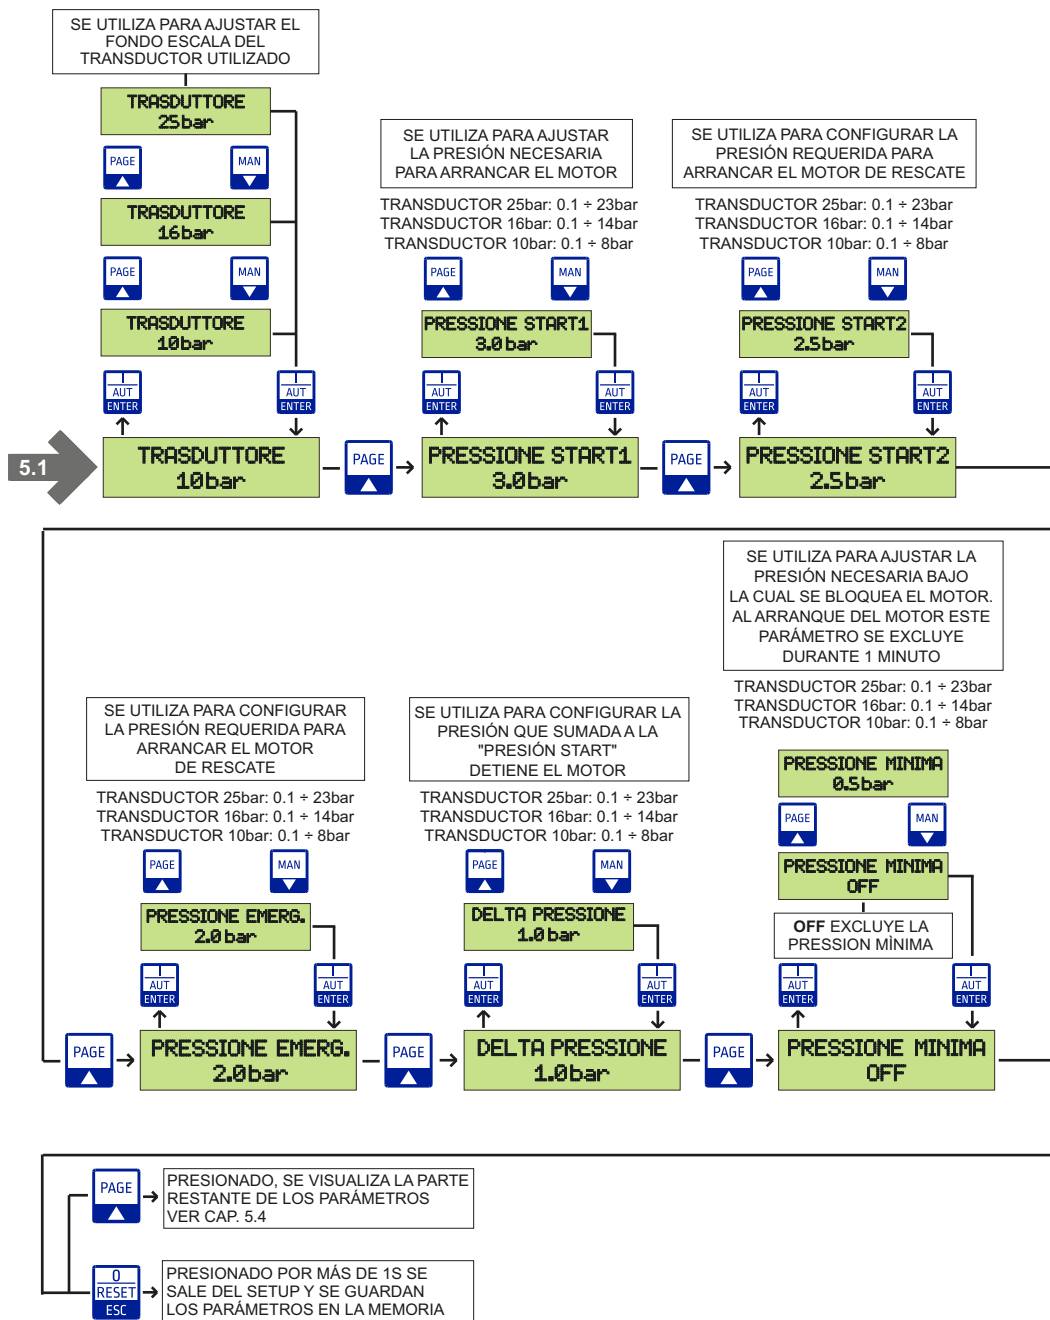 SE UTILIZA PARA AJUSTAR EL
FONDO ESCALA DEL
TRANSDUCTOR UTILIZADO
TRASDUTTORE
25bar
PAGE
MAN
TRASDUTTORE
16bar
PAGE
MAN
TRASDUTTORE
10bar
I
AUT
ENTER
I
AUT
ENTER
5.1
TRASDUTTORE
10bar
PAGE
SE UTILIZA PARA AJUSTAR
LA PRESIÓN NECESARIA
PARA ARRANCAR EL MOTOR
TRANSDUCTOR 25bar: 0.1 ÷ 23bar
TRANSDUCTOR 16bar: 0.1 ÷ 14bar
TRANSDUCTOR 10bar: 0.1 ÷ 8bar
PAGE
MAN
PRESSIONE START1
3.0 bar
I
AUT
ENTER
I
AUT
ENTER
PRESSIONE START1
3.0bar
PAGE
SE UTILIZA PARA CONFIGURAR LA
PRESIÓN REQUERIDA PARA
ARRANCAR EL MOTOR DE RESCATE
TRANSDUCTOR 25bar: 0.1 ÷ 23bar
TRANSDUCTOR 16bar: 0.1 ÷ 14bar
TRANSDUCTOR 10bar: 0.1 ÷ 8bar
PAGE
MAN
PRESSIONE START2
2.5bar
I
AUT
ENTER
I
AUT
ENTER
PRESSIONE START2
2.5bar
PAGE
SE UTILIZA PARA CONFIGURAR
LA PRESIÓN REQUERIDA PARA
ARRANCAR EL MOTOR
DE RESCATE
TRANSDUCTOR 25bar: 0.1 ÷ 23bar
TRANSDUCTOR 16bar: 0.1 ÷ 14bar
TRANSDUCTOR 10bar: 0.1 ÷ 8bar
PAGE
MAN
PRESSIONE EMERG.
2.0 bar
I
AUT
ENTER
I
AUT
ENTER
PRESSIONE EMERG.
2.0bar
PAGE
SE UTILIZA PARA CONFIGURAR LA
PRESIÓN QUE SUMADA A LA
"PRESIÓN START"
DETIENE EL MOTOR
TRANSDUCTOR 25bar: 0.1 ÷ 23bar
TRANSDUCTOR 16bar: 0.1 ÷ 14bar
TRANSDUCTOR 10bar: 0.1 ÷ 8bar
PAGE
MAN
DELTA PRESSIONE
1.0 bar
I
AUT
ENTER
I
AUT
ENTER
DELTA PRESSIONE
1.0bar
PAGE
SE UTILIZA PARA AJUSTAR LA
PRESIÓN NECESARIA BAJO
LA CUAL SE BLOQUEA EL MOTOR.
AL ARRANQUE DEL MOTOR ESTE
PARÁMETRO SE EXCLUYE
DURANTE 1 MINUTO
TRANSDUCTOR 25bar: 0.1 ÷ 23bar
TRANSDUCTOR 16bar: 0.1 ÷ 14bar
TRANSDUCTOR 10bar: 0.1 ÷ 8bar
PRESSIONE MINIMA
0.5bar
PAGE
MAN
PRESSIONE MINIMA
OFF
OFF EXCLUYE LA
PRESSION MÌNIMA
I
AUT
ENTER
I
AUT
ENTER
PRESSIONE MINIMA
OFF
PAGE
PRESIONADO, SE VISUALIZA LA PARTE
RESTANTE DE LOS PARÁMETROS
VER CAP. 5.4
0
RESET
ESC
PRESIONADO POR MÁS DE 1S SE
SALE DEL SETUP Y SE GUARDAN
LOS PARÁMETROS EN LA MEMORIA